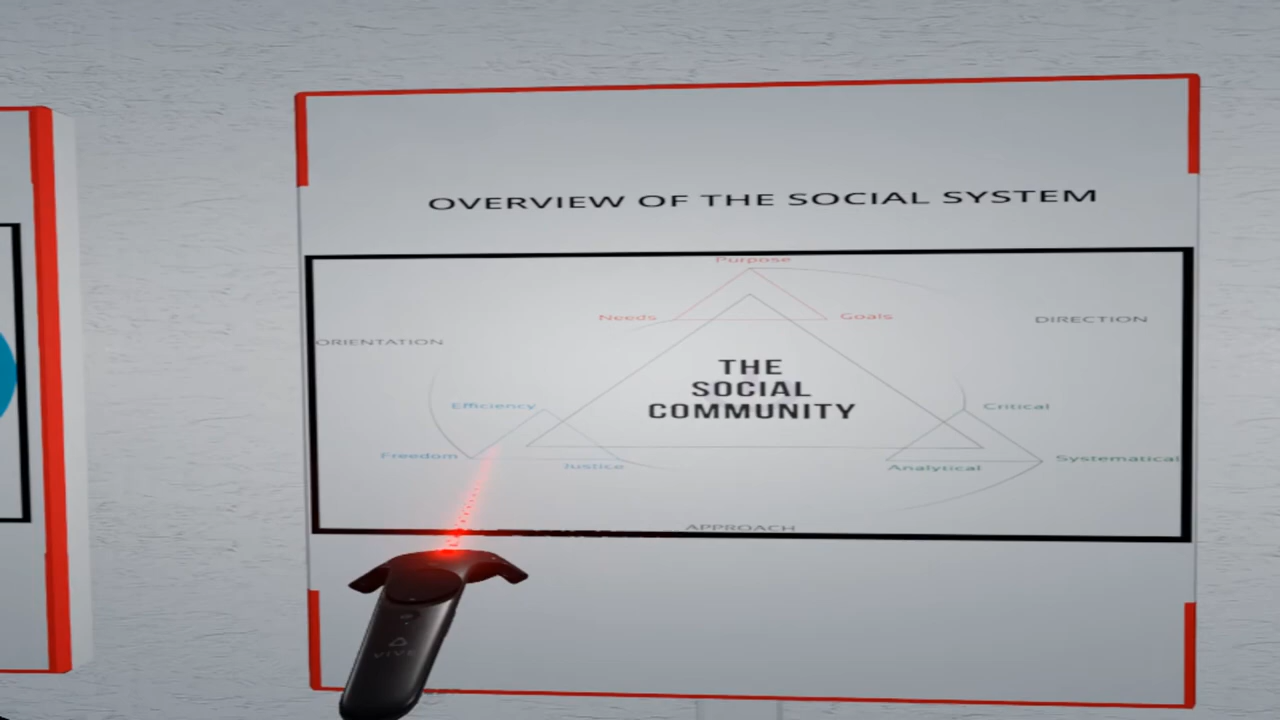 OVERVIEW OF THE SOCIAL SYSTEM
Purpose
Needs
Goals
DIRECTION
ORIENTATION
THE
SOCIAL
COMMUNITY
Efficiency
Critical
Freedom
Justice
Analytical
Systematical
APPROACH
VIVE